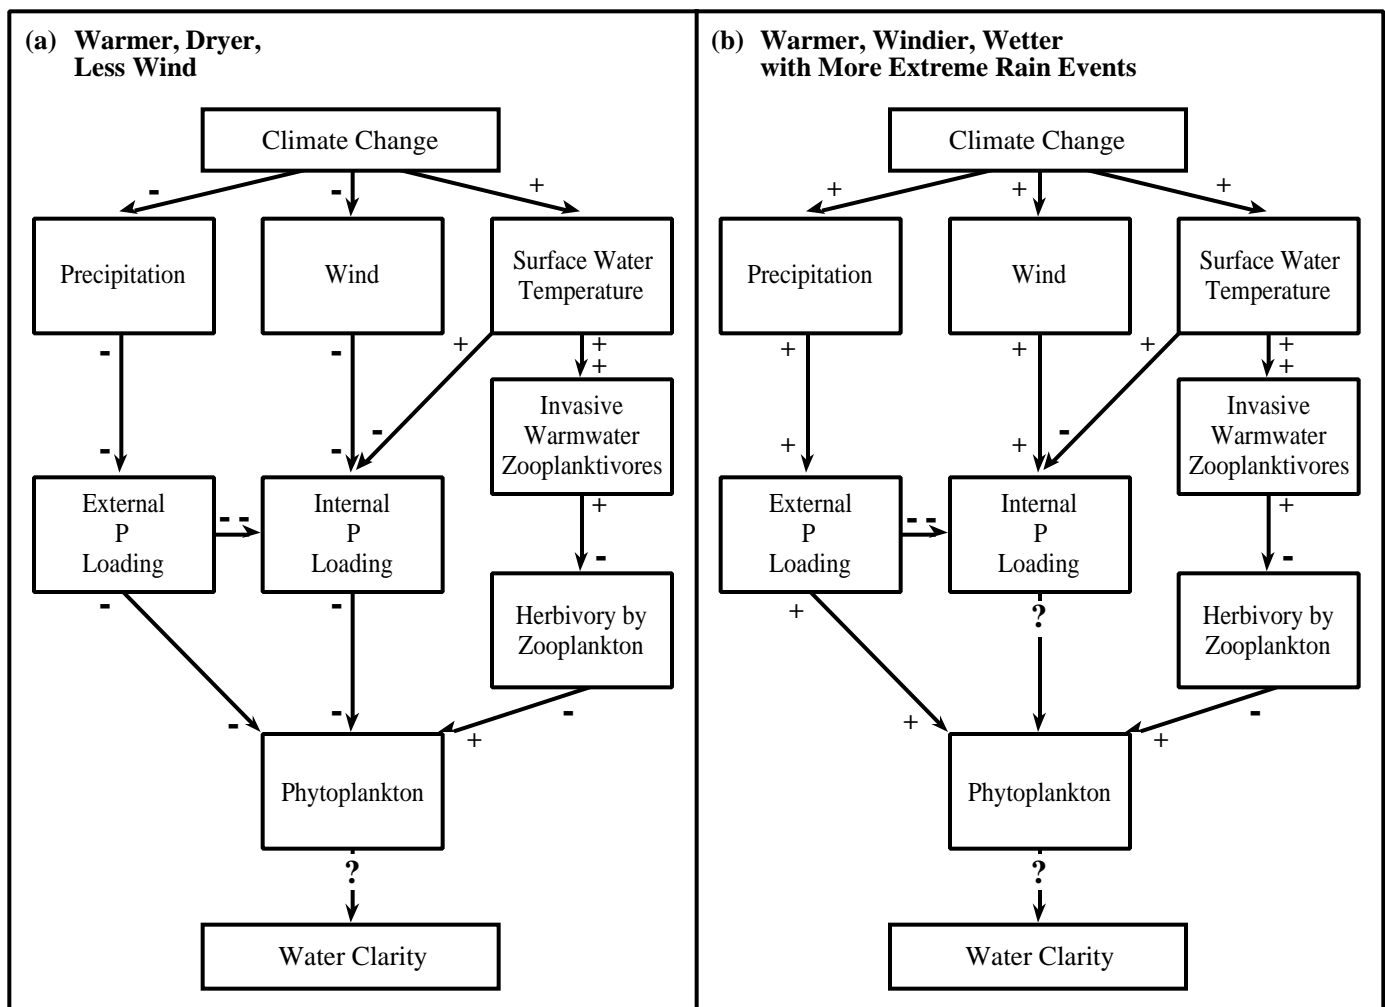 (a) Warmer, Dryer,
Less Wind
Climate Change
- - +
Precipitation
Wind
Surface Water
Temperature
- - + +
+
Invasive
Warmwater
Zooplanktivores
- - -
External
P
Loading
- -
Internal
P
Loading
+
-
Herbivory by
Zooplankton
- -
- - + -
Phytoplankton
?
Water Clarity
(b) Warmer, Windier, Wetter
with More Extreme Rain Events
Climate Change
+ + +
Precipitation
Wind
Surface Water
Temperature
+ + + +
+
Invasive
Warmwater
Zooplanktivores
+ + -
External
P
Loading
- -
Internal
P
Loading
+
-
Herbivory by
Zooplankton
+ ?
+ + -
Phytoplankton
?
Water Clarity